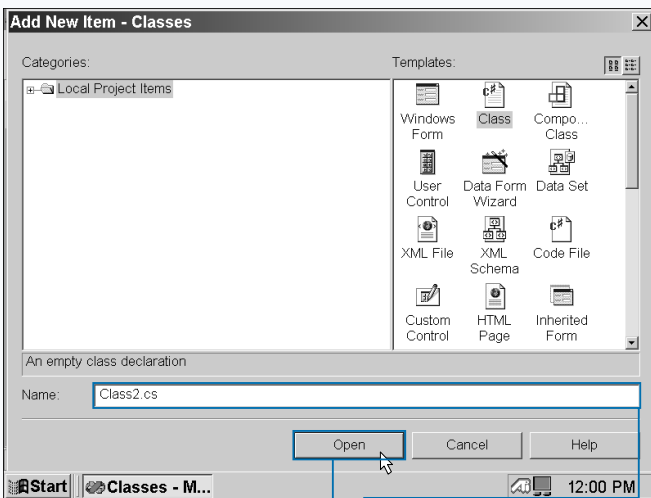 Add New Item - Classes
Categories:
Templates:
Local Project Items
Windows Form
Class
Compo... Class
User Control
Data Form Wizard
Data Set
XML File
XML Schema
Code File
Custom Control
HTML Page
Inherited Form
An empty class declaration
Name:
Class2.cs
Open
Cancel
Help
Start
Classes - M...
12:00 PM